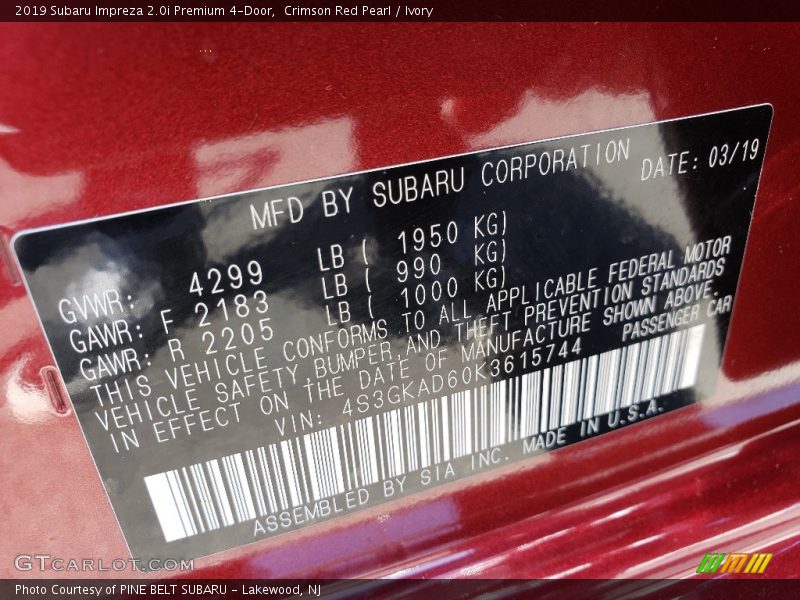 2019 Subaru Impreza 2.0i Premium 4-Door,  Crimson Red Pearl / Ivory
MFD BY SUBARU CORPORATION DATE: 03/19
GVWR: 4299 LB ( 1950 KG)
GAWR: F 2183 LB ( 990 KG)
GAWR: R 2205 LB ( 1000 KG)
THIS VEHICLE CONFORMS TO ALL APPLICABLE FEDERAL MOTOR
VEHICLE SAFETY BUMPER,AND THEFT PREVENTION STANDARDS
IN EFFECT ON THE DATE OF MANUFACTURE SHOWN ABOVE.
VIN: 4S3GKAD60K3615744 PASSENGER CAR
ASSEMBLED BY SIA INC. MADE IN U.S.A.
GTCARLOT.COM
Photo Courtesy of PINE BELT SUBARU - Lakewood, NJ